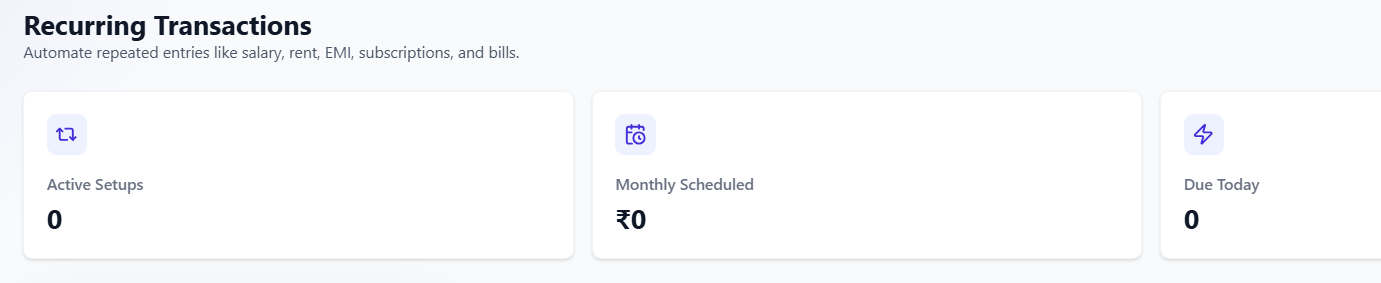 Recurring Transactions
Automate repeated entries like salary, rent, EMI, subscriptions, and bills.
Active Setups
0
Monthly Scheduled
₹0
Due Today
0